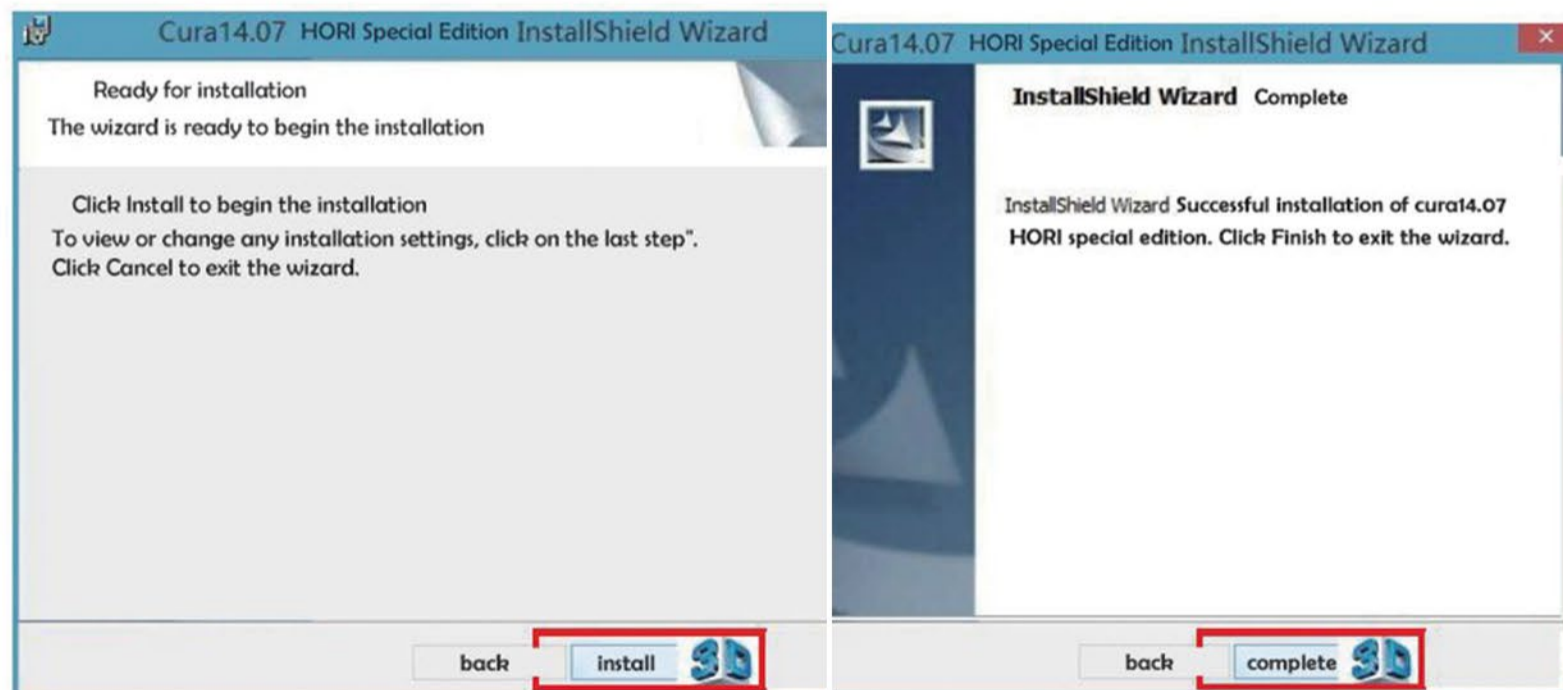 Cura14.07 HORI Special Edition InstallShield Wizard
Ready for installation
The wizard is ready to begin the installation
Click Install to begin the installation
To view or change any installation settings, click on the last step".
Click Cancel to exit the wizard.
back
install
3D
Cura14.07 HORI Special Edition InstallShield Wizard
InstallShield Wizard Complete
InstallShield Wizard Successful installation of cura14.07
HORI special edition. Click Finish to exit the wizard.
back
complete
3D